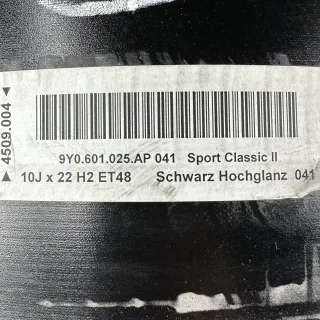 ▲ 4509.004 ▲
9Y0.601.025.AP 041 Sport Classic II
10J x 22 H2 ET48 Schwarz Hochglanz 041